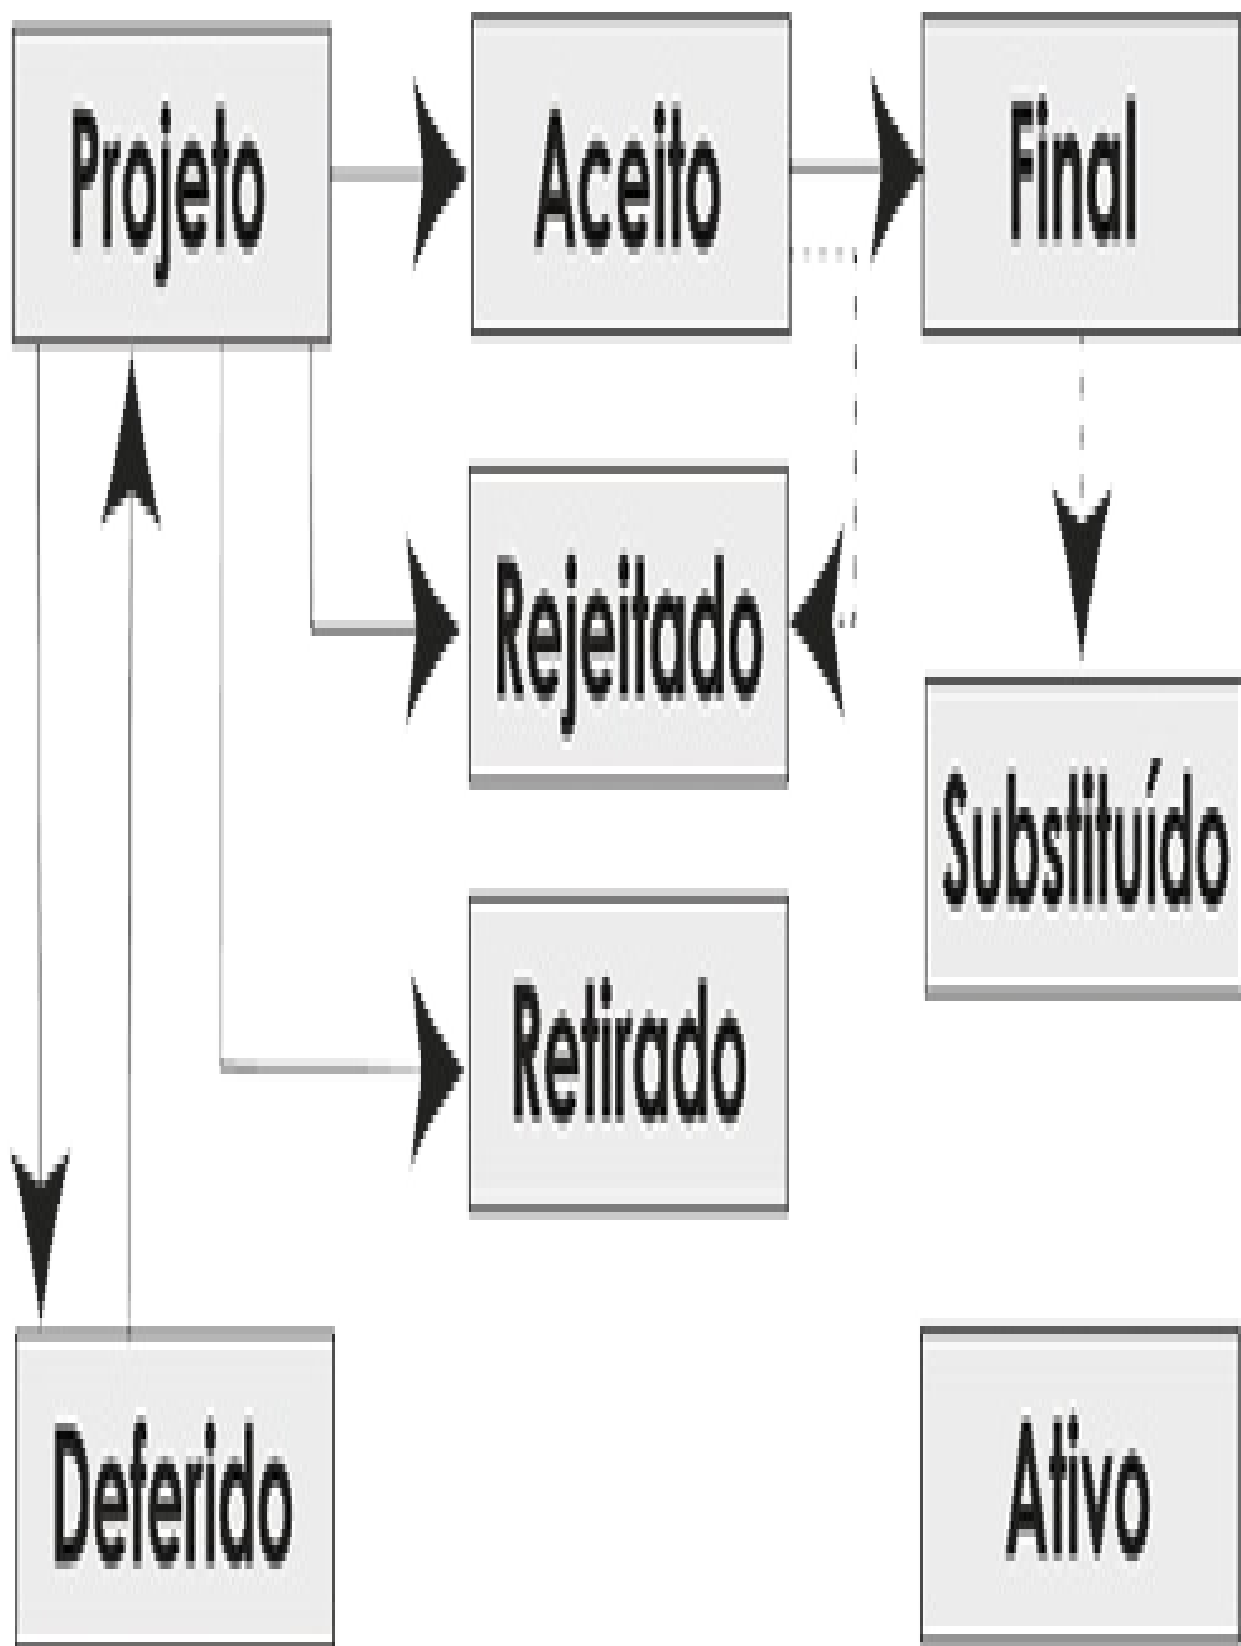 Projeto
Aceito
Final
Rejeitado
Substituído
Retirado
Deferido
Ativo